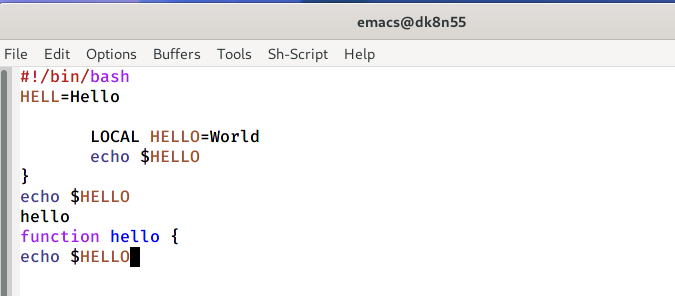 emacs@dk8n55
File Edit Options Buffers Tools Sh-Script Help
#!/bin/bash
HELL=Hello
LOCAL HELLO=World
echo $HELLO
}
echo $HELLO
hello
function hello {
echo $HELLO